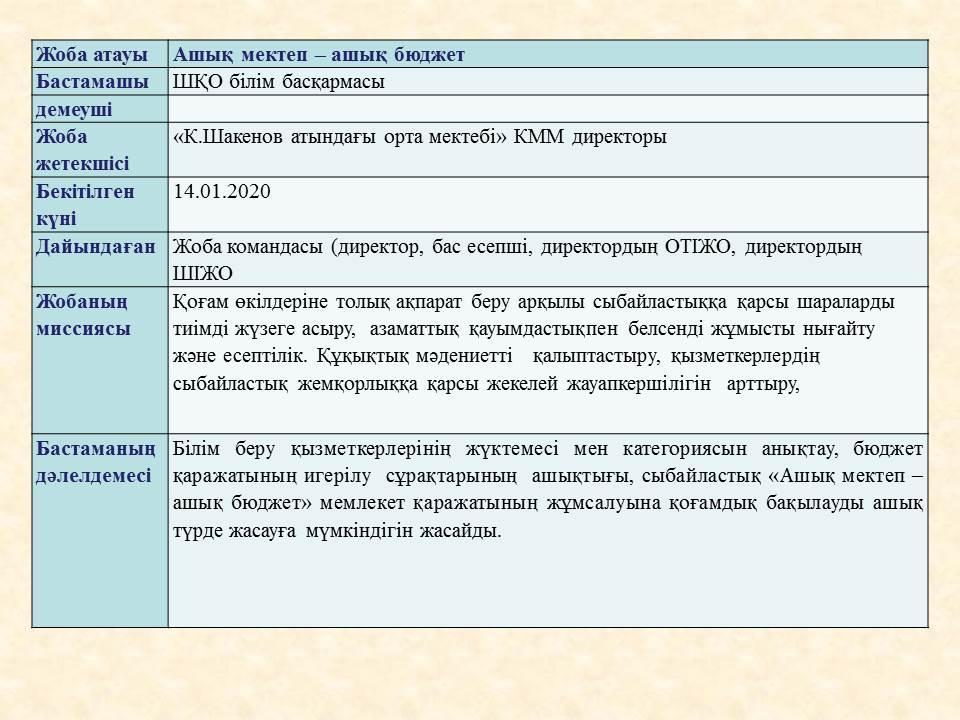 Жоба атауы Ашық мектеп – ашық бюджет
Бастамашы ШҚО білім басқармасы
демеуші
Жоба «К.Шакенов атындағы орта мектебі» КММ директоры
жетекшісі
Бекітілген 14.01.2020
күні
Дайындаған Жоба командасы (директор, бас есепші, директордың ОТІЖО, директордың
ШІЖО
Жобаның Қоғам өкілдеріне толық ақпарат беру арқылы сыбайластыққа қарсы шараларды
миссиясы тиімді жүзеге асыру, азаматтық қауымдастықпен белсенді жұмысты нығайту
және есептілік. Құқықтық мәдениетті қалыптастыру, қызметкерлердің
сыбайластық жемқорлыққа қарсы жекелей жауапкершілігін арттыру,
Бастаманың Білім беру қызметкерлерінің жүктемесі мен категориясын анықтау, бюджет
дәлелдемесі қаражатының игерілу сұрақтарының ашықтығы, сыбайластық «Ашық мектеп –
ашық бюджет» мемлекет қаражатының жұмсалуына қоғамдық бақылауды ашық
түрде жасауға мүмкіндігін жасайды.